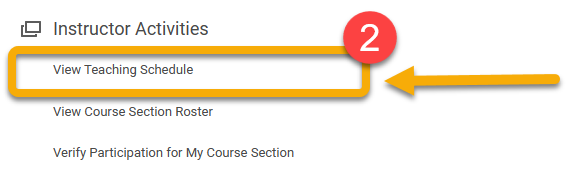 Instructor Activities
2
View Teaching Schedule
View Course Section Roster
Verify Participation for My Course Section